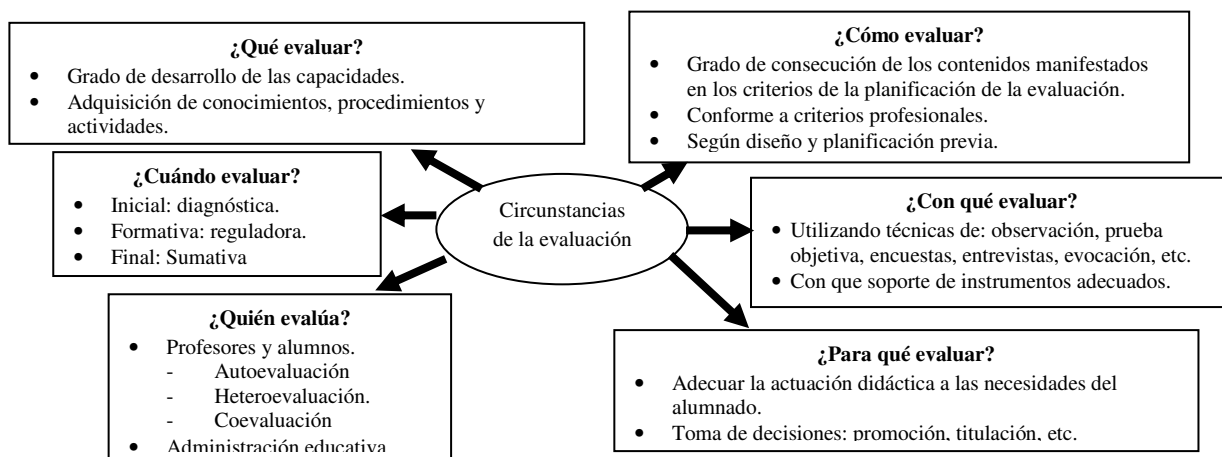 ¿Qué evaluar?
• Grado de desarrollo de las capacidades.
• Adquisición de conocimientos, procedimientos y
actividades.
¿Cómo evaluar?
• Grado de consecución de los contenidos manifestados
en los criterios de la planificación de la evaluación.
• Conforme a criterios profesionales.
• Según diseño y planificación previa.
¿Cuándo evaluar?
• Inicial: diagnóstica.
• Formativa: reguladora.
• Final: Sumativa
Circunstancias
de la evaluación
¿Con qué evaluar?
• Utilizando técnicas de: observación, prueba
objetiva, encuestas, entrevistas, evocación, etc.
• Con que soporte de instrumentos adecuados.
¿Quién evalúa?
• Profesores y alumnos.
- Autoevaluación
- Heteroevaluación.
- Coevaluación
• Administración educativa
¿Para qué evaluar?
• Adecuar la actuación didáctica a las necesidades del
alumnado.
• Toma de decisiones: promoción, titulación, etc.